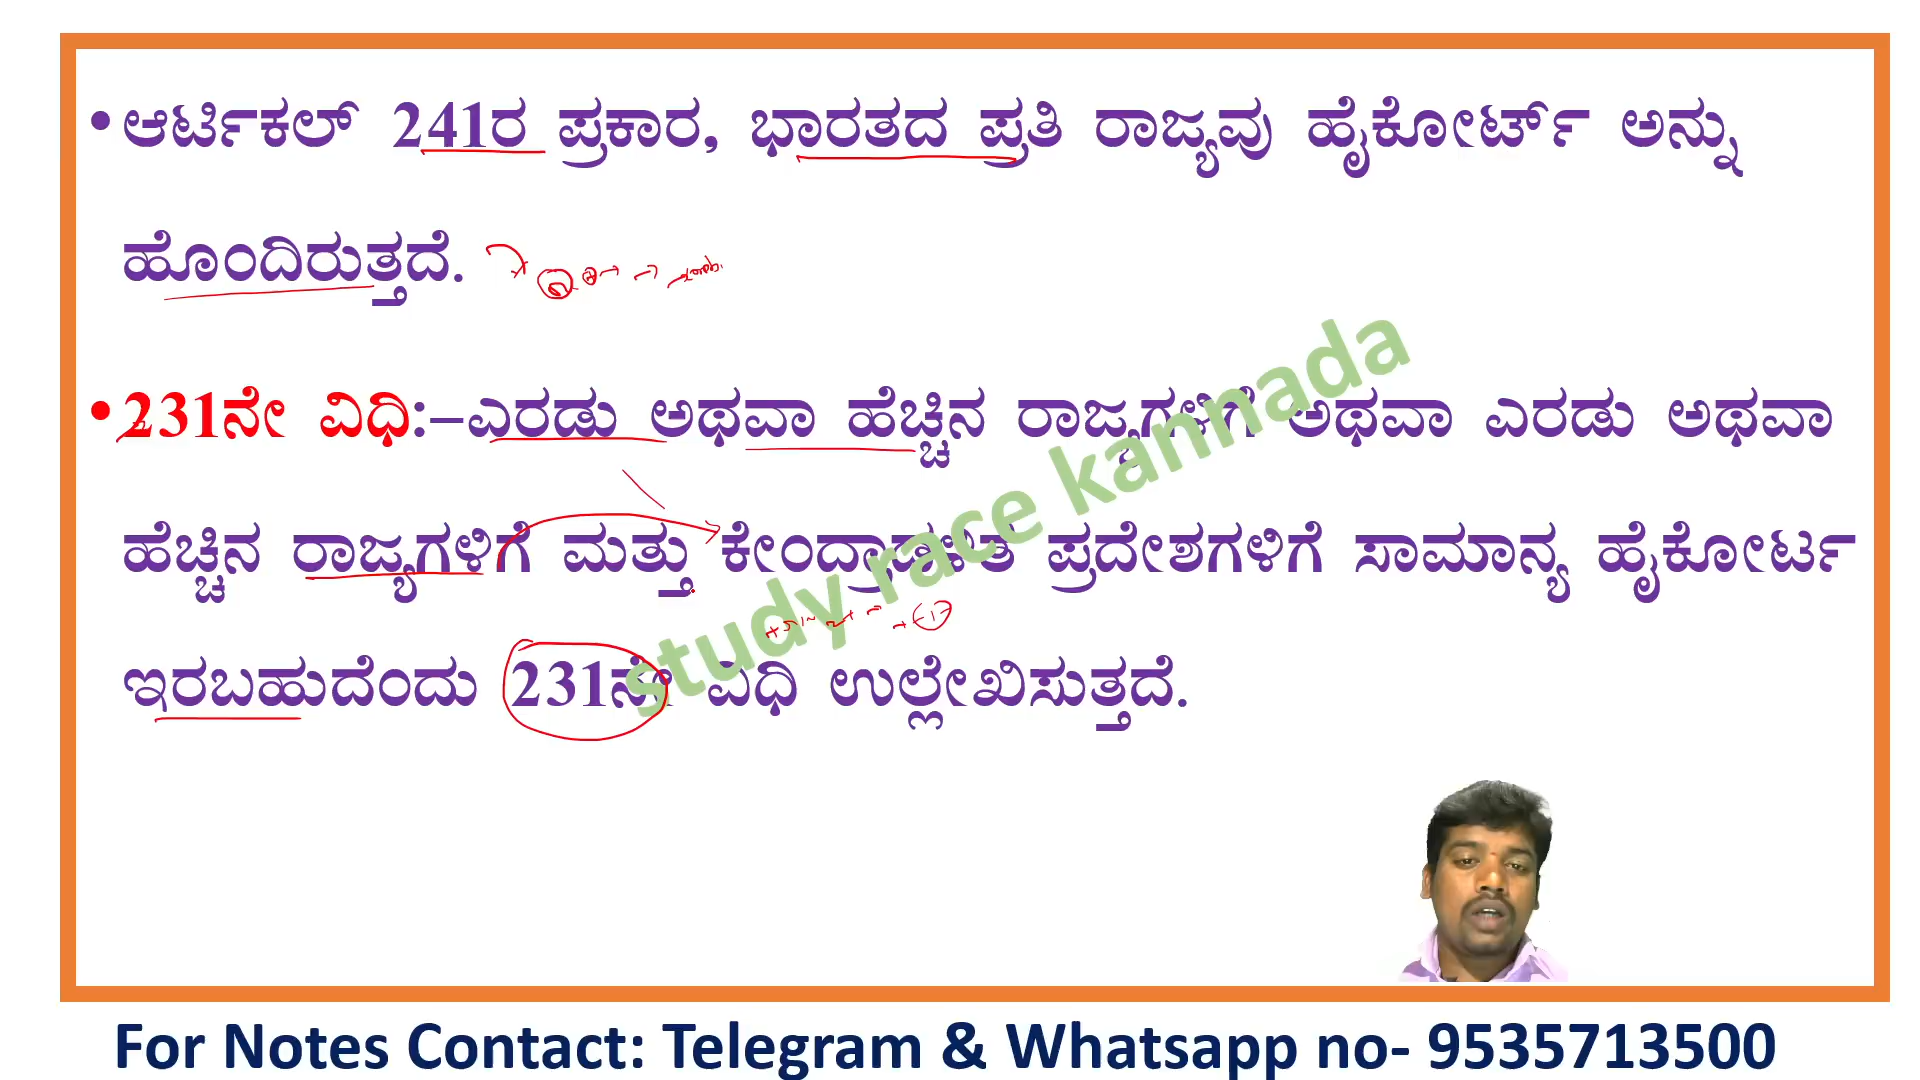 • ಆರ್ಟಿಕಲ್ 241ರ ಪ್ರಕಾರ, ಭಾರತದ ಪ್ರತಿ ರಾಜ್ಯವು ಹೈಕೋರ್ಟ್ ಅನ್ನು
ಹೊಂದಿರುತ್ತದೆ.
• 231ನೇ ವಿಧಿ:-ಎರಡು ಅಥವಾ ಹೆಚ್ಚಿನ ರಾಜ್ಯಗಳಿಗೆ ಅಥವಾ ಎರಡು ಅಥವಾ
ಹೆಚ್ಚಿನ ರಾಜ್ಯಗಳಿಗೆ ಮತ್ತು ಕೇಂದ್ರಾಡಳಿತ ಪ್ರದೇಶಗಳಿಗೆ ಸಾಮಾನ್ಯ ಹೈಕೋರ್ಟ
ಇರಬಹುದೆಂದು 231ನೇ ವಿಧಿ ಉಲ್ಲೇಖಿಸುತ್ತದೆ.
study race kannada
For Notes Contact: Telegram & Whatsapp no- 9535713500